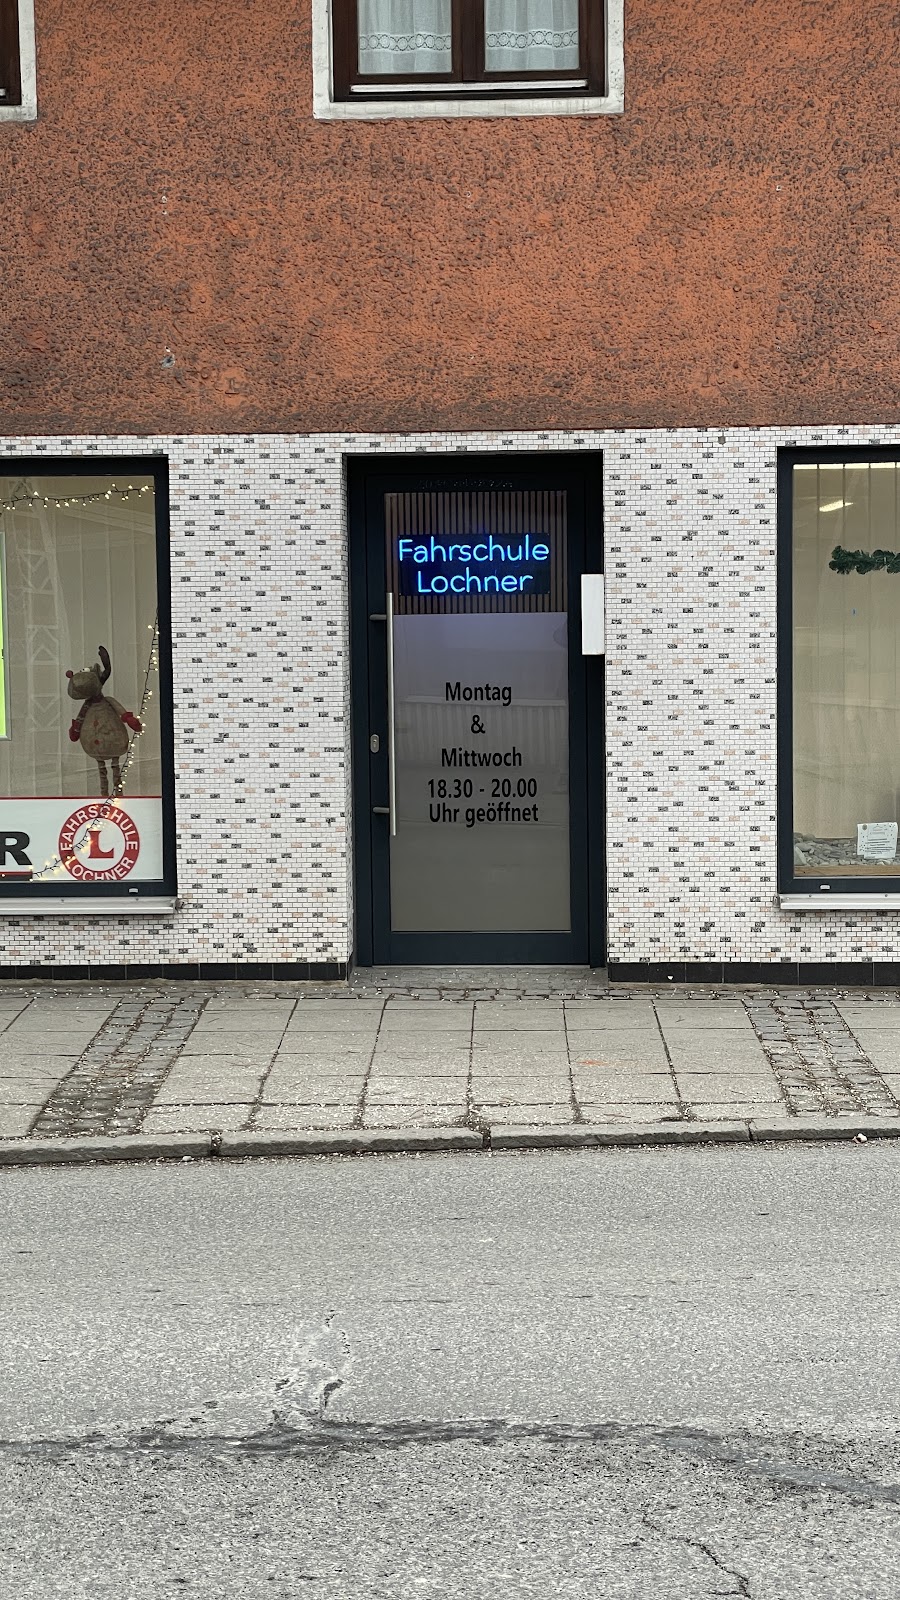 Fahrschule
Lochner
Montag
&
Mittwoch
18.30 - 20.00
Uhr geöffnet
R
FAHRSCHULE
L
LOCHNER